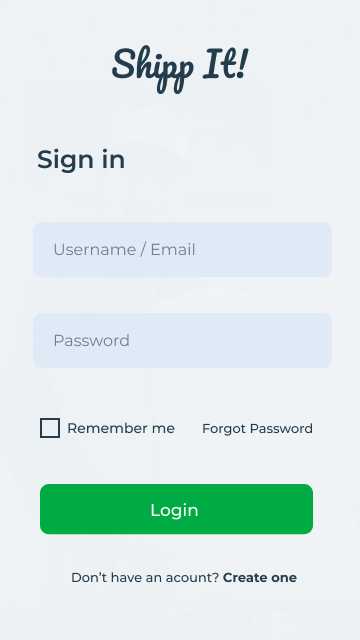 Shipp It!
Sign in
Username / Email
Password
Remember me Forgot Password
Login
Don't have an acount? Create one